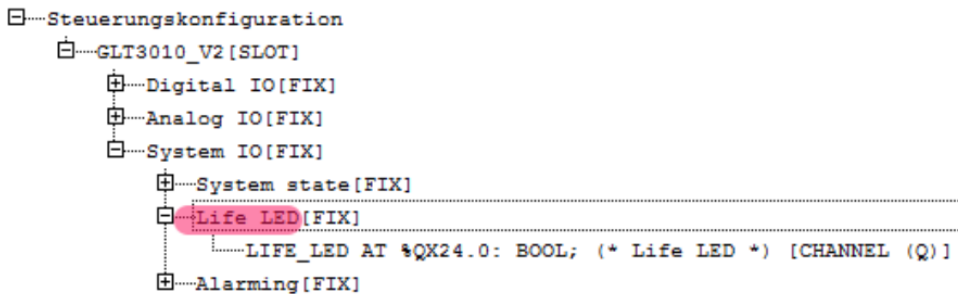 Steuerungskonfiguration
GLT3010_V2[SLOT]
Digital IO[FIX]
Analog IO[FIX]
System IO[FIX]
System state[FIX]
Life LED[FIX]
LIFE_LED AT %QX24.0: BOOL; (* Life LED *) [CHANNEL (Q)]
Alarming[FIX]